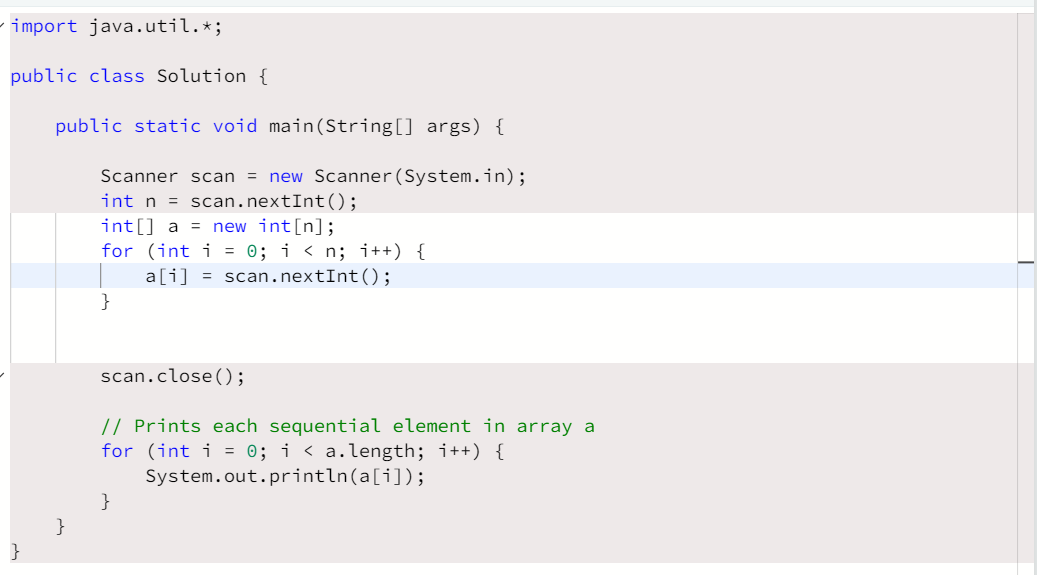 import java.util.*;
public class Solution {
    public static void main(String[] args) {
        Scanner scan = new Scanner(System.in);
        int n = scan.nextInt();
        int[] a = new int[n];
        for (int i = 0; i < n; i++) {
            a[i] = scan.nextInt();
        }
        scan.close();
        // Prints each sequential element in array a
        for (int i = 0; i < a.length; i++) {
            System.out.println(a[i]);
        }
    }
}